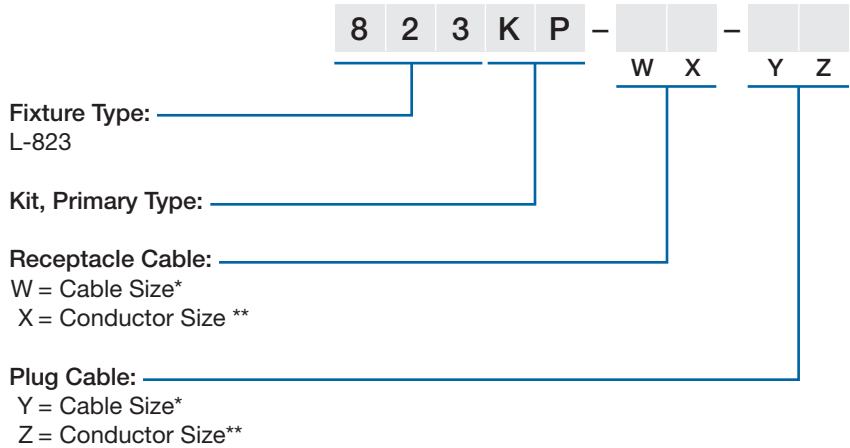 8 2 3 K P – –
W X Y Z
Fixture Type:
L-823
Kit, Primary Type:
Receptacle Cable:
W = Cable Size*
X = Conductor Size **
Plug Cable:
Y = Cable Size*
Z = Conductor Size**